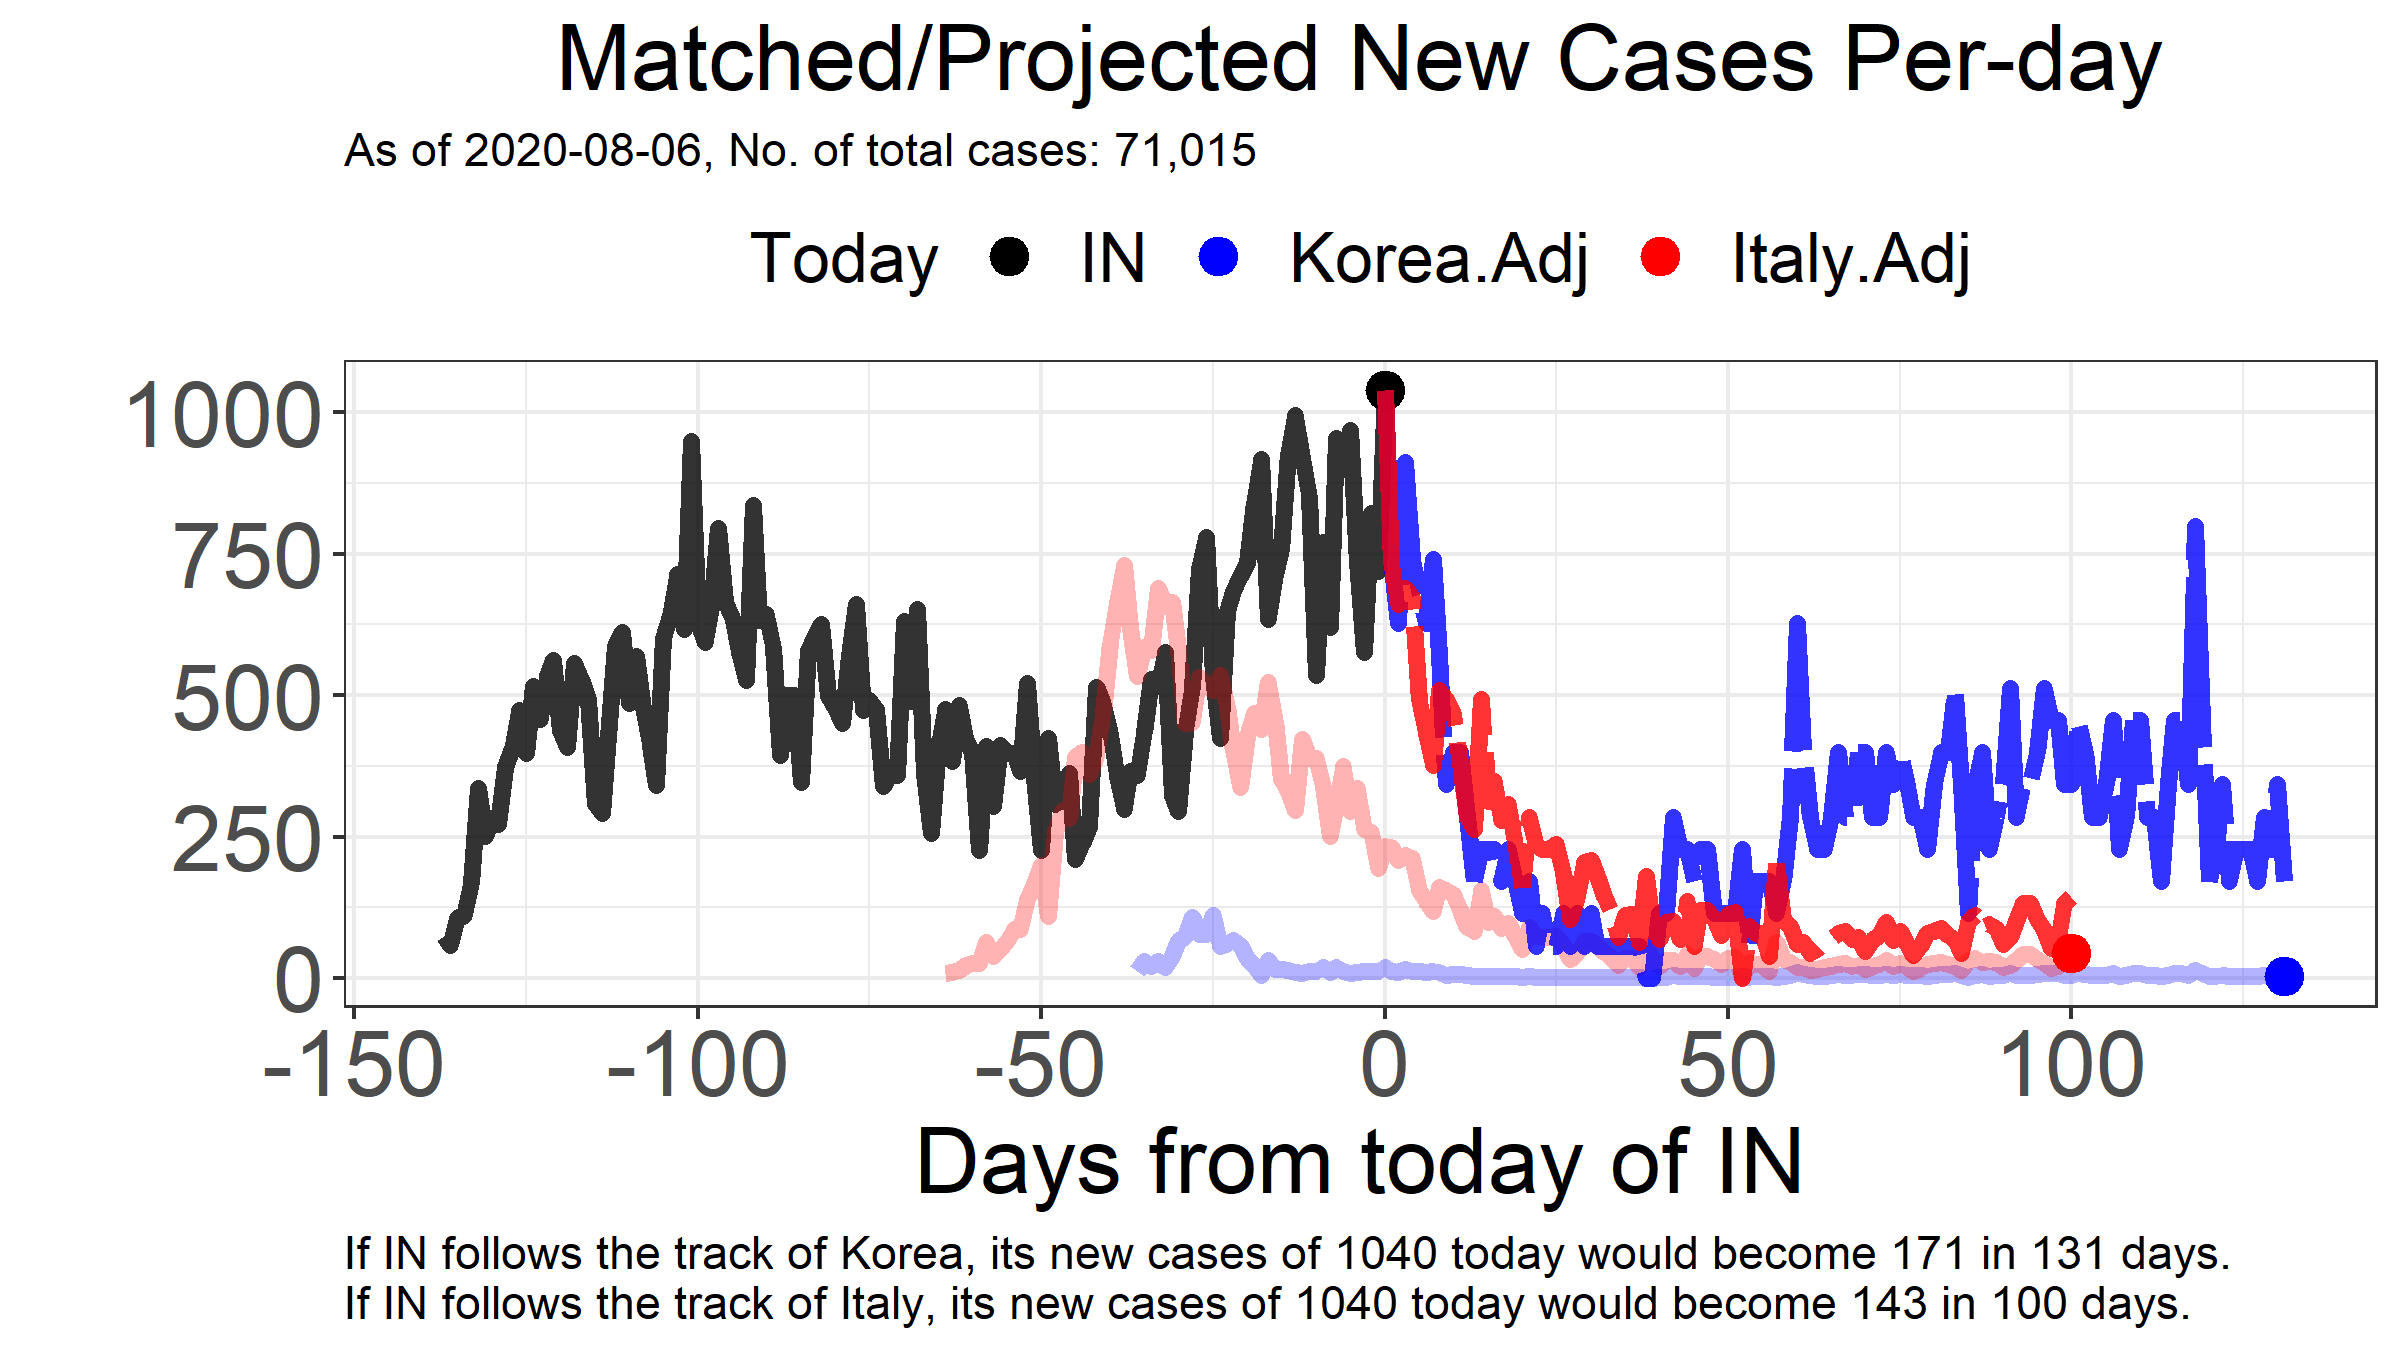 Matched/Projected New Cases Per-day
As of 2020-08-06, No. of total cases: 71,015
Today IN Korea.Adj Italy.Adj
1000
750
500
250
0
-150 -100 -50 0 50 100
Days from today of IN
If IN follows the track of Korea, its new cases of 1040 today would become 171 in 131 days.
If IN follows the track of Italy, its new cases of 1040 today would become 143 in 100 days.